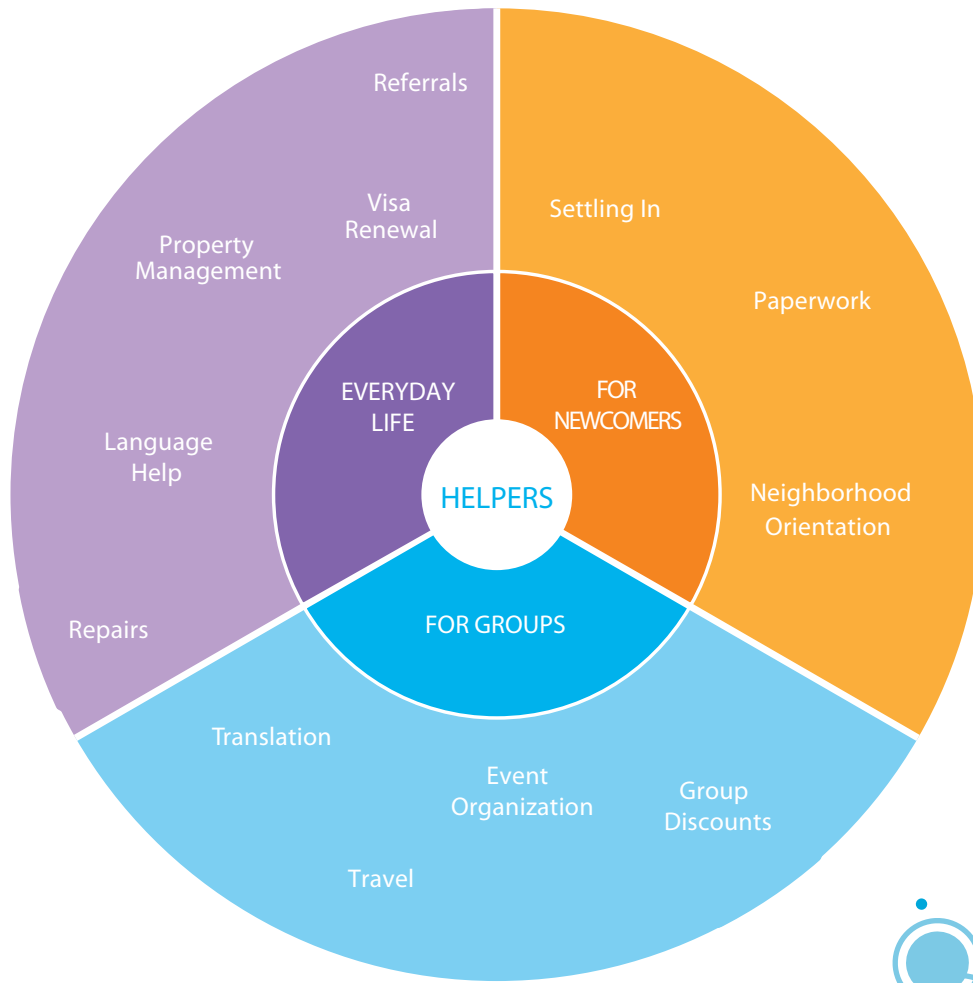 Referrals
Visa
Renewal
Property
Management
Language
Help
Repairs
EVERYDAY
LIFE
Settling In
Paperwork
Neighborhood
Orientation
FOR
NEWCOMERS
HELPERS
FOR GROUPS
Translation
Event
Organization
Group
Discounts
Travel